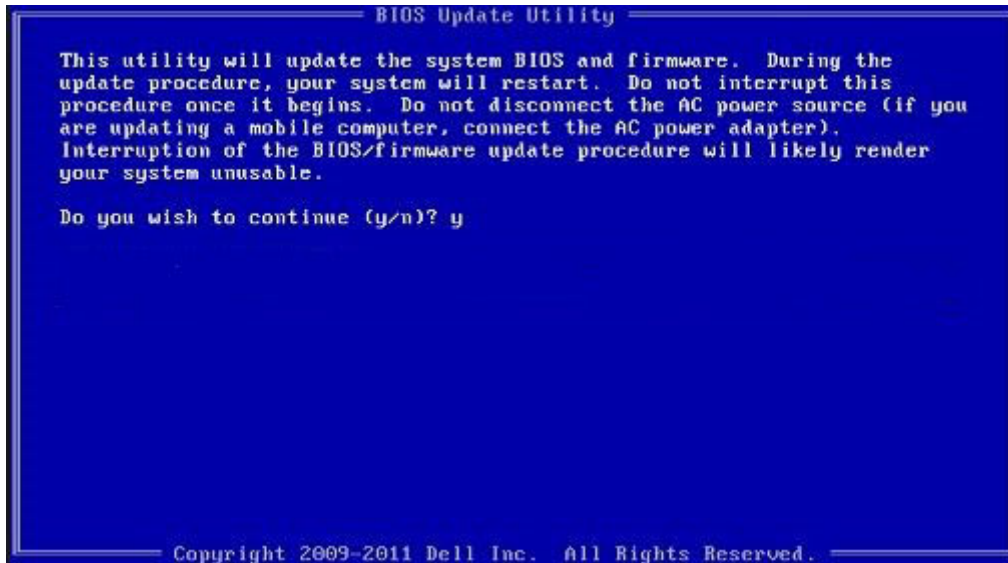 BIOS Update Utility
This utility will update the system BIOS and firmware.  During the
update procedure, your system will restart.  Do not interrupt this
procedure once it begins.  Do not disconnect the AC power source (if you
are updating a mobile computer, connect the AC power adapter).
Interruption of the BIOS/firmware update procedure will likely render
your system unusable.
Do you wish to continue (y/n)? y
Copyright 2009-2011 Dell Inc.  All Rights Reserved.